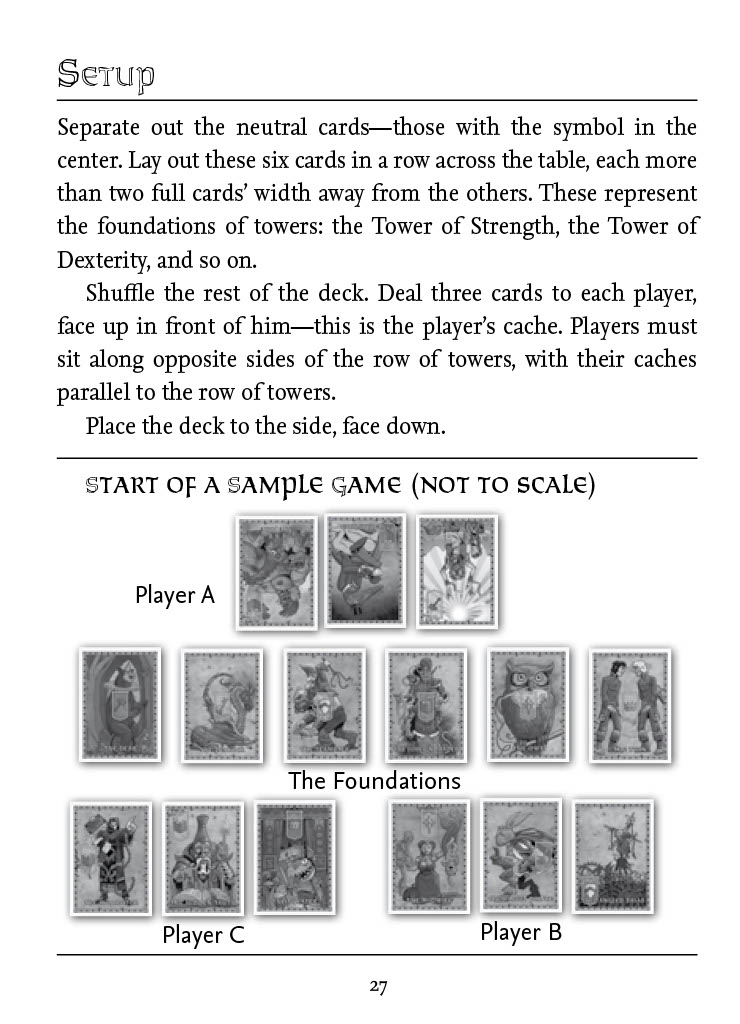 Setup
Separate out the neutral cards—those with the symbol in the
center. Lay out these six cards in a row across the table, each more
than two full cards’ width away from the others. These represent
the foundations of towers: the Tower of Strength, the Tower of
Dexterity, and so on.
Shuffle the rest of the deck. Deal three cards to each player,
face up in front of him—this is the player’s cache. Players must
sit along opposite sides of the row of towers, with their caches
parallel to the row of towers.
Place the deck to the side, face down.
Start of a Sample Game (not to scale)
Player A
The Foundations
Player C
Player B
27